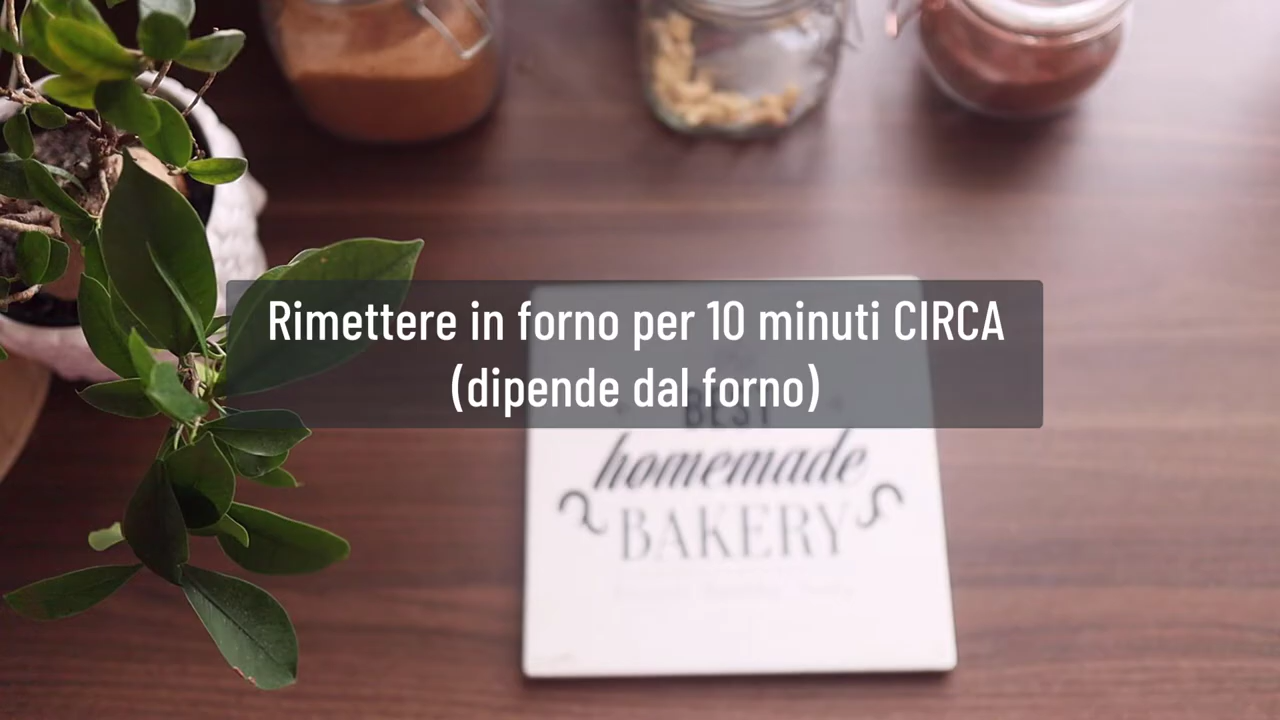 Rimettere in forno per 10 minuti CIRCA
(dipende dal forno)
BEST
homemade
BAKERY